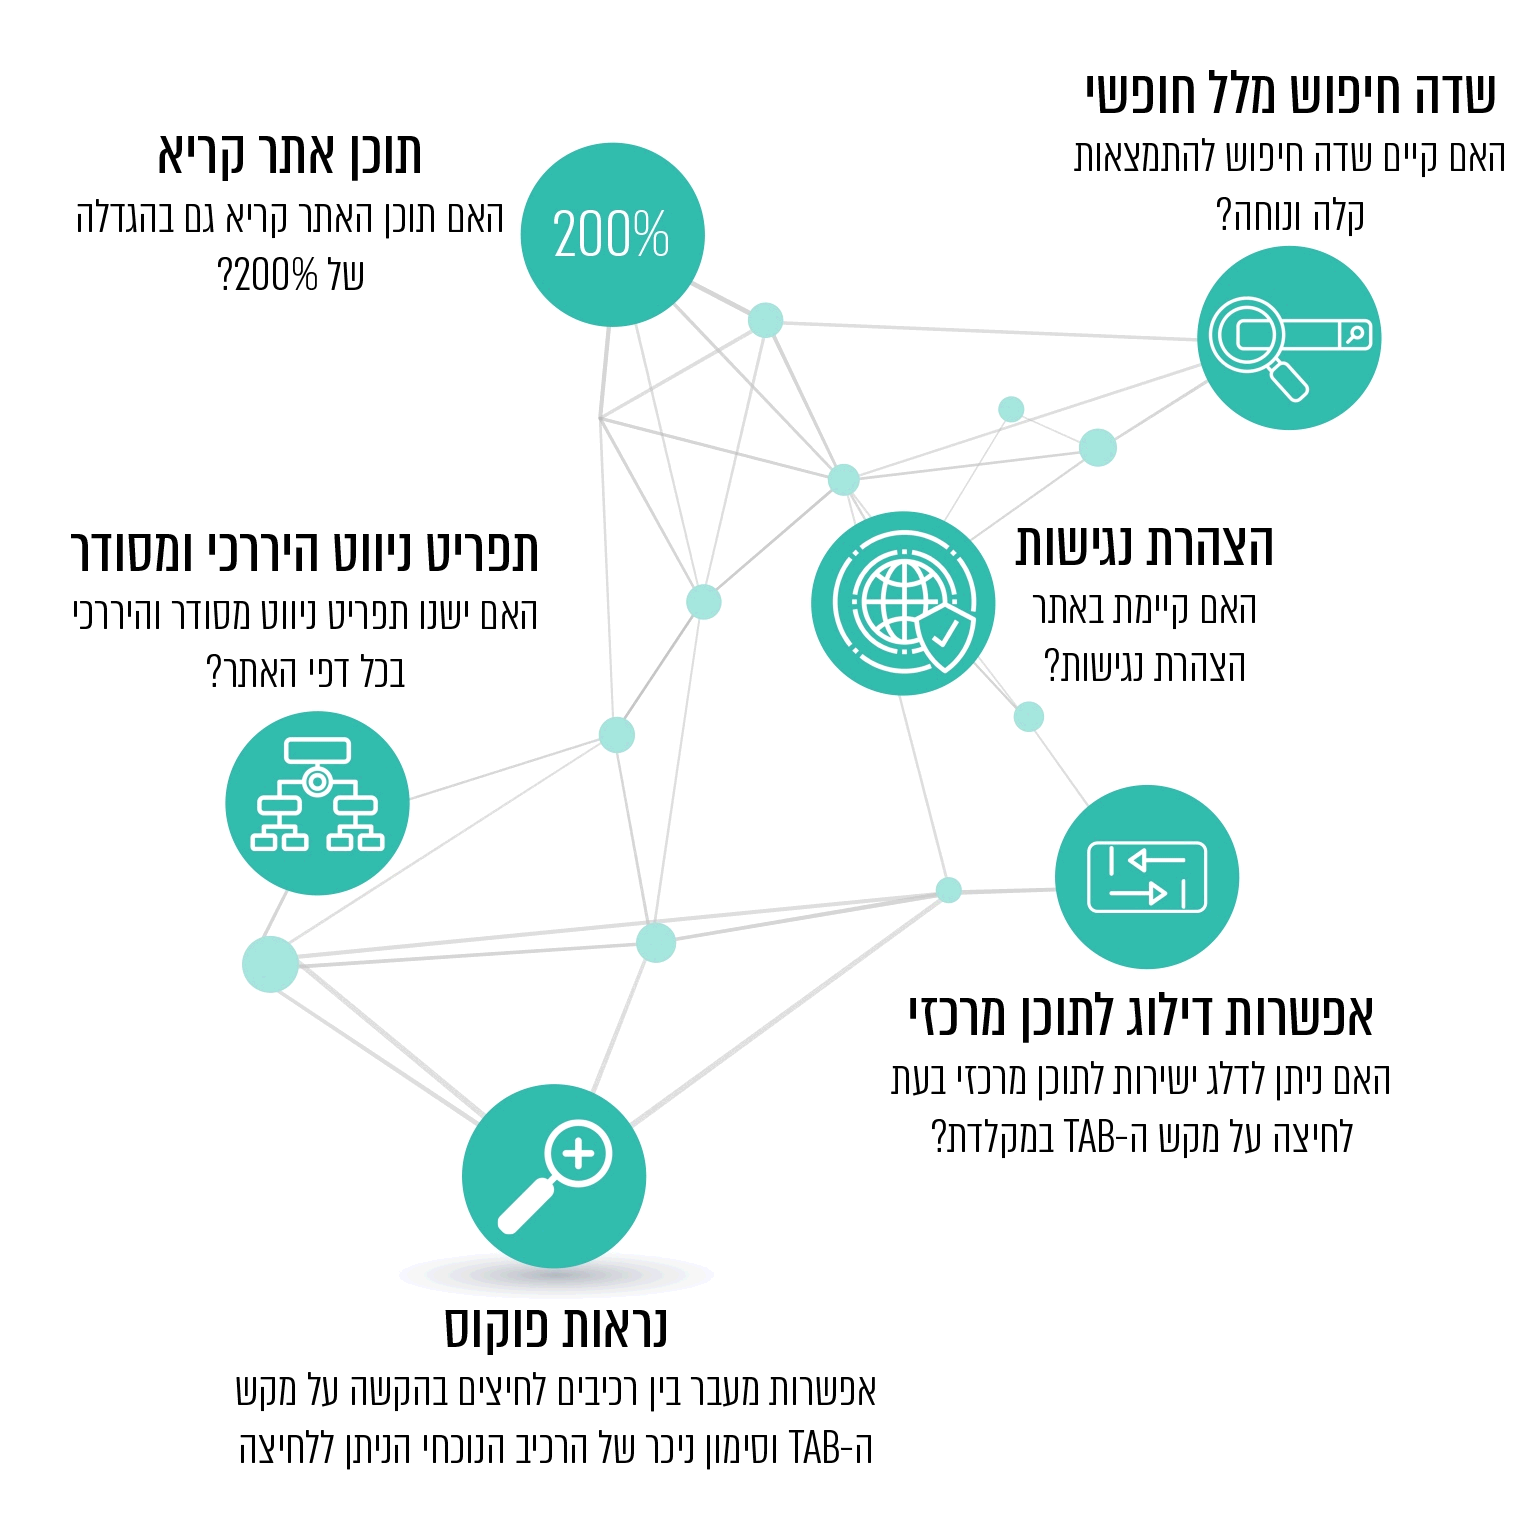 שדה חיפוש מלל חופשי
האם קיים שדה חיפוש להתמצאות
קלה ונוחה?
תוכן אתר קריא
האם תוכן האתר קריא גם בהגדלה
של 200%?
200%
הצהרת נגישות
האם קיימת באתר
הצהרת נגישות?
תפריט ניווט היררכי ומסודר
האם ישנו תפריט ניווט מסודר והיררכי
בכל דפי האתר?
אפשרות דילוג לתוכן מרכזי
האם ניתן לדלג ישירות לתוכן מרכזי בעת
לחיצה על מקש ה-TAB במקלדת?
נראות פוקוס
אפשרות מעבר בין רכיבים לחיצים בהקשה על מקש
ה-TAB וסימון ניכר של הרכיב הנוכחי הניתן ללחיצה